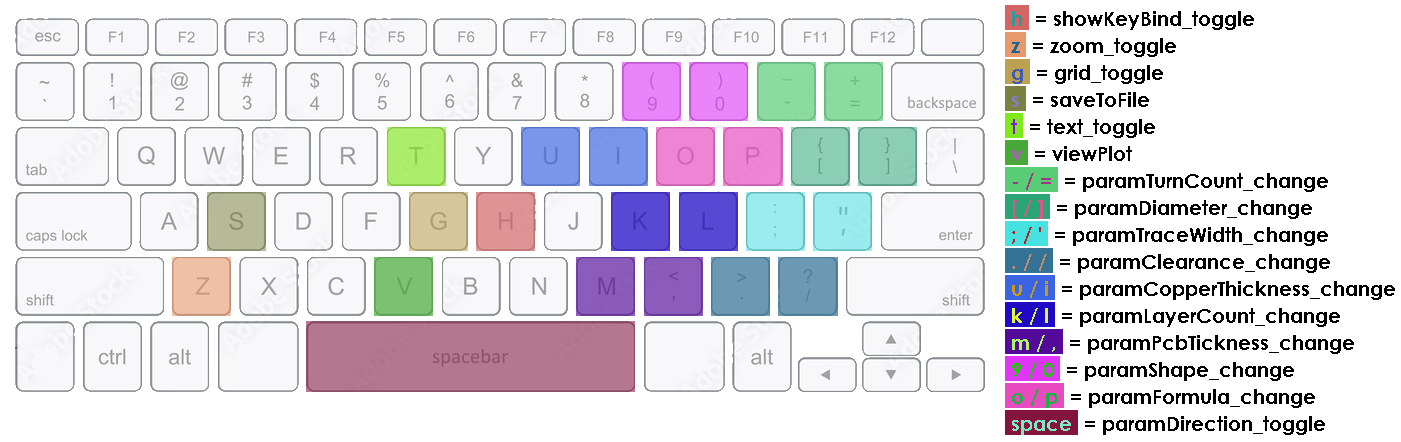 esc F1 F2 F3 F4 F5 F6 F7 F8 F9 F10 F11 F12
~ ! @ # $ % ^ & * ( ) _ +
` 1 2 3 4 5 6 7 8 9 0 - = backspace
tab Q W E R T Y U I O P { [ } ] | \
caps lock A S D F G H J K L : ; " ' enter
shift Z X C V B N M < , > . ? / shift
ctrl alt spacebar alt ◄ ▲ ▼ ►
h = showKeyBind_toggle
z = zoom_toggle
g = grid_toggle
s = saveToFile
t = text_toggle
v = viewPlot
- / = = paramTurnCount_change
[ / ] = paramDiameter_change
; / ' = paramTraceWidth_change
. / / = paramClearance_change
u / i = paramCopperThickness_change
k / l = paramLayerCount_change
m / , = paramPcbTickness_change
9 / 0 = paramShape_change
o / p = paramFormula_change
space = paramDirection_toggle